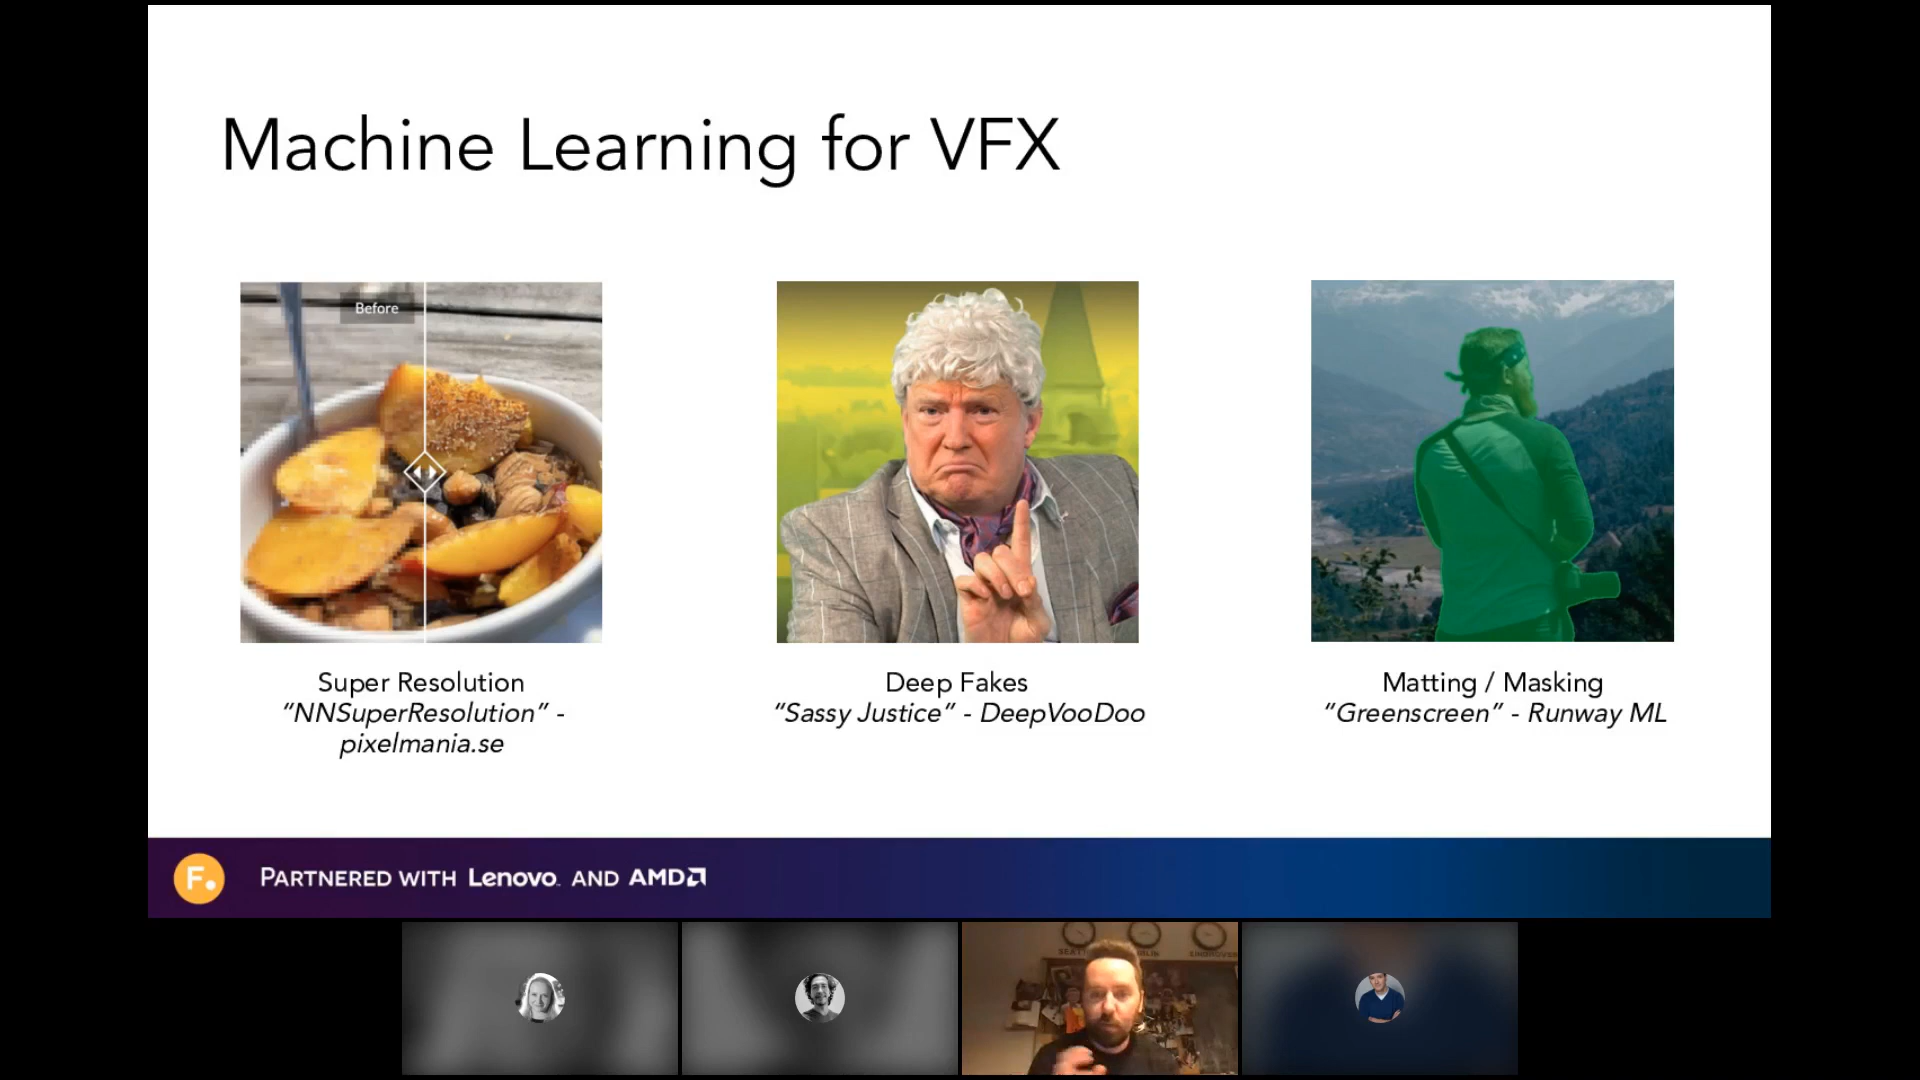 Machine Learning for VFX
Before
Super Resolution
“NNSuperResolution” -
pixelmania.se
Deep Fakes
“Sassy Justice” - DeepVooDoo
Matting / Masking
“Greenscreen” - Runway ML
F.
PARTNERED WITH Lenovo. AND AMD